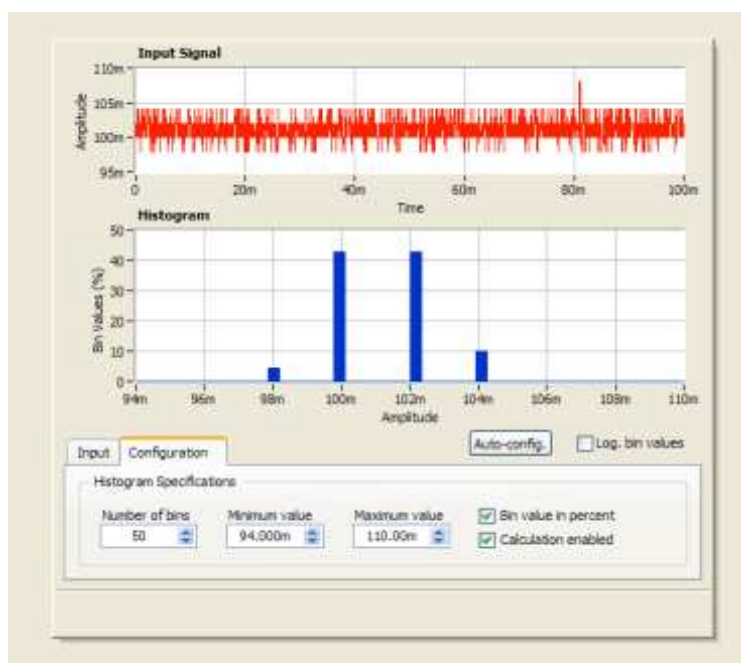 Input Signal
110m
105m
100m
95m
Amplitude
0 20m 40m 60m 80m 100m
Time
Histogram
50
40
30
20
10
0
Bin Values (%)
94m 96m 98m 100m 102m 104m 106m 108m 110m
Amplitude
Auto-config. Log. bin values
Input Configuration
Histogram Specifications
Number of bins Minimum value Maximum value Bin value in percent
50 94.000m 110.00m Calculation enabled